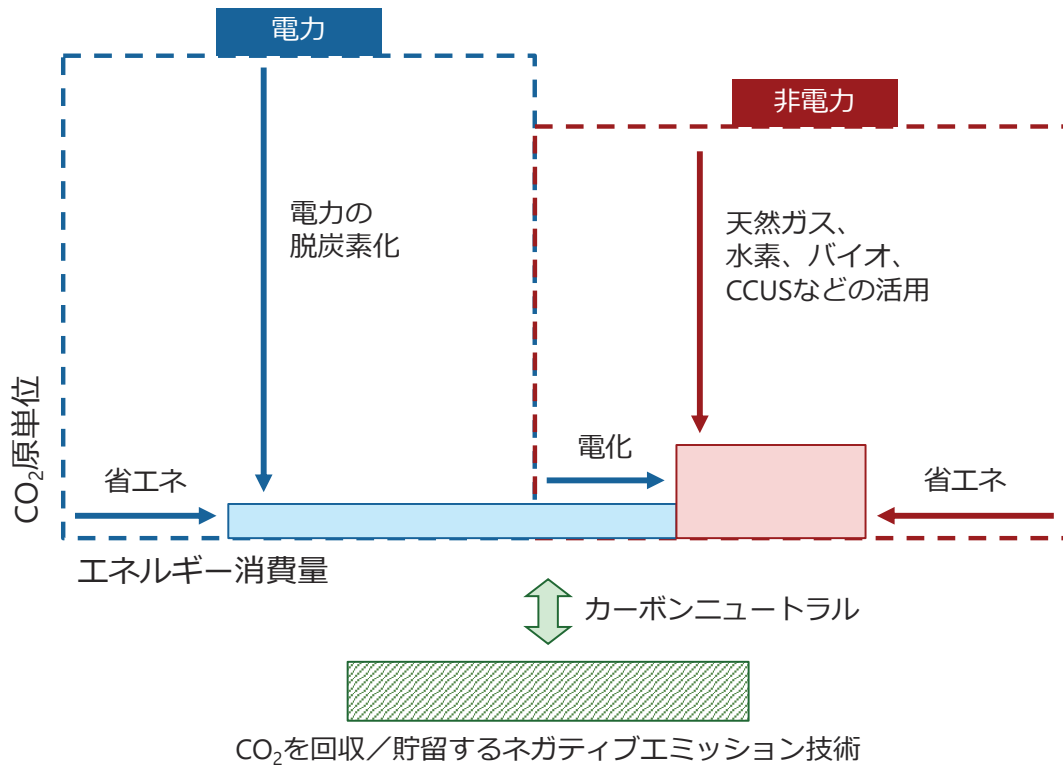 電力
非電力
電力の
脱炭素化
天然ガス、
水素、バイオ、
CCUSなどの活用
CO₂原単位
省エネ
電化
省エネ
エネルギー消費量
カーボンニュートラル
CO₂を回収／貯留するネガティブエミッション技術